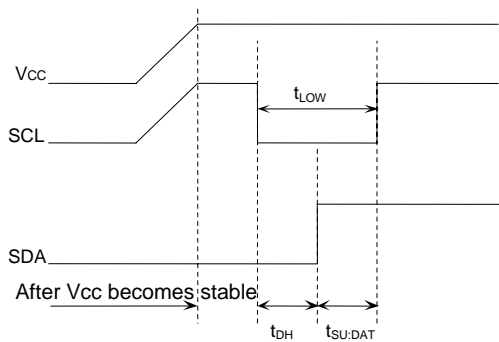 VCC
tLOW
SCL
SDA
After Vcc becomes stable
tDH
tSU:DAT